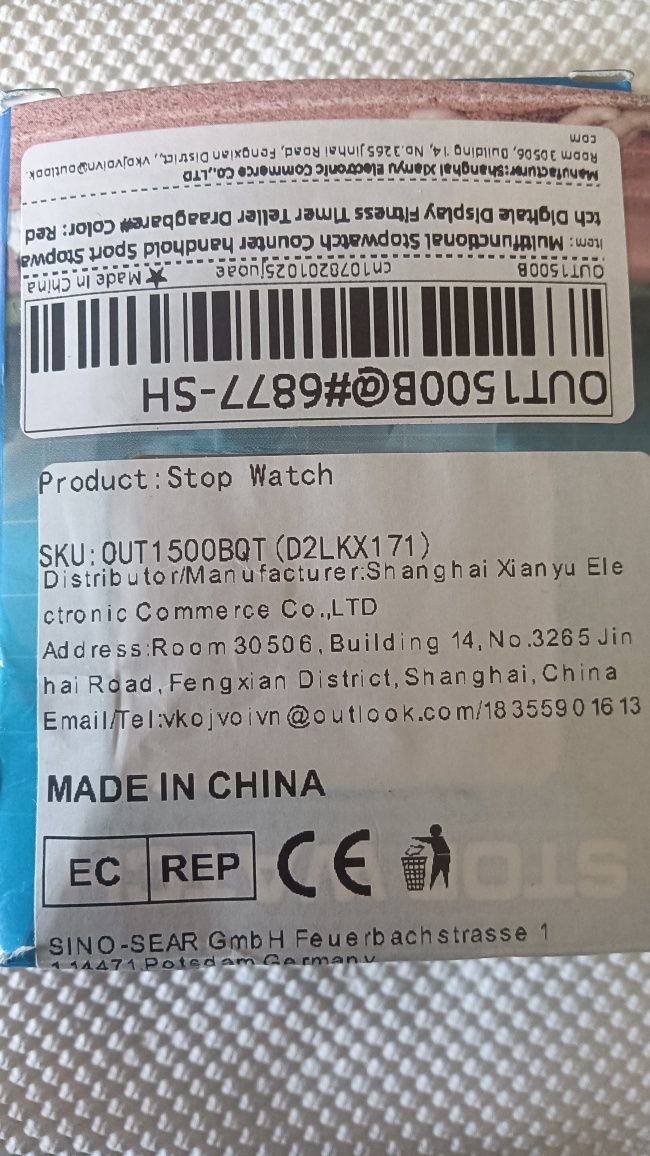 Product:Stop Watch
SKU:OUT1500BQT(D2LKX171)
Distributor/Manufacturer:Shanghai Xianyu Ele
ctronic Commerce Co.,LTD
Address:Room 30506, Building 14, No.3265 Jin
hai Road, Fengxian District, Shanghai, China
Email/Tel:vkojvoivn@outlook.com/18355901613
MADE IN CHINA
EC REP
CE
SINO-SEAR GmbH Feuerbachstrasse 1
14471 Potsdam Germany
OUT1500B@#6877-SH
OUT1500B
Made In China
Item: Multifunctional Stopwatch Counter handhold Sport Stopwa
tch Digitale Display Fitness Timer Teller Draagbare# Color: Red
Manufacturer:Shanghai Xianyu Electronic Commerce Co.,LTD
Room 30506, Building 14, No.3265 Jinhai Road, Fengxian District,, vkojvoivn@outlook.
com